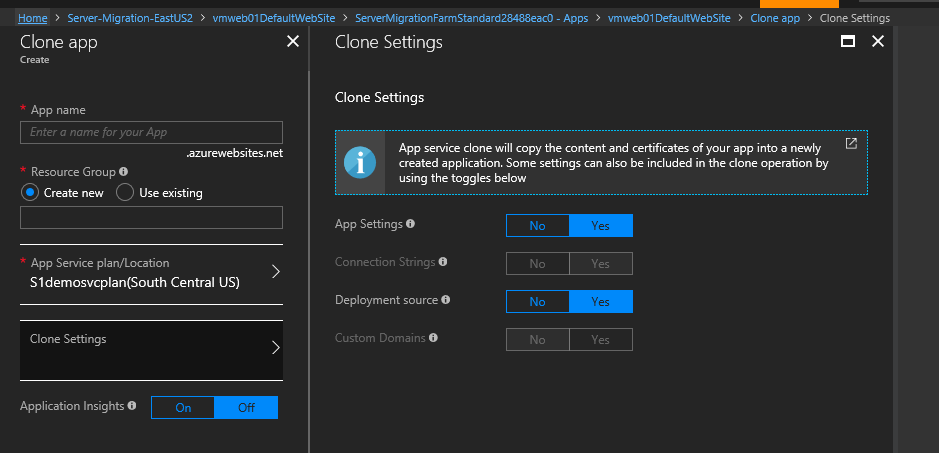 Home > Server-Migration-EastUS2 > vmweb01DefaultWebSite > ServerMigrationFarmStandard28488eac0 - Apps > vmweb01DefaultWebSite > Clone app > Clone Settings
Clone app
Create
* App name
Enter a name for your App
.azurewebsites.net
* Resource Group
Create new Use existing
* App Service plan/Location
S1demosvcplan(South Central US)
Clone Settings
Application Insights On Off
Clone Settings
Clone Settings
App service clone will copy the content and certificates of your app into a newly
created application. Some settings can also be included in the clone operation by
using the toggles below
App Settings No Yes
Connection Strings No Yes
Deployment source No Yes
Custom Domains No Yes